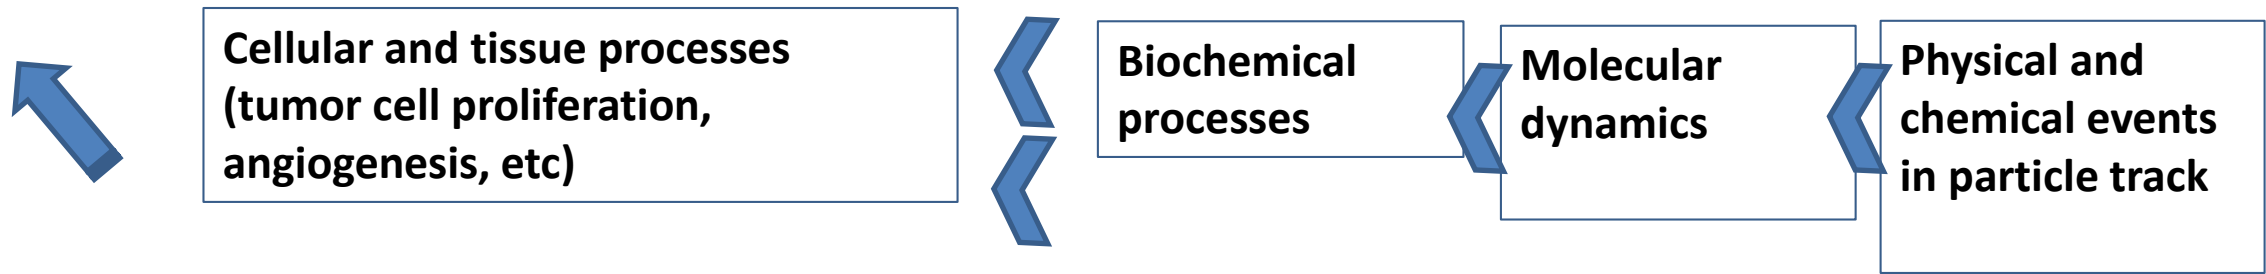 Cellular and tissue processes
(tumor cell proliferation,
angiogenesis, etc)
Biochemical
processes
Molecular
dynamics
Physical and
chemical events
in particle track